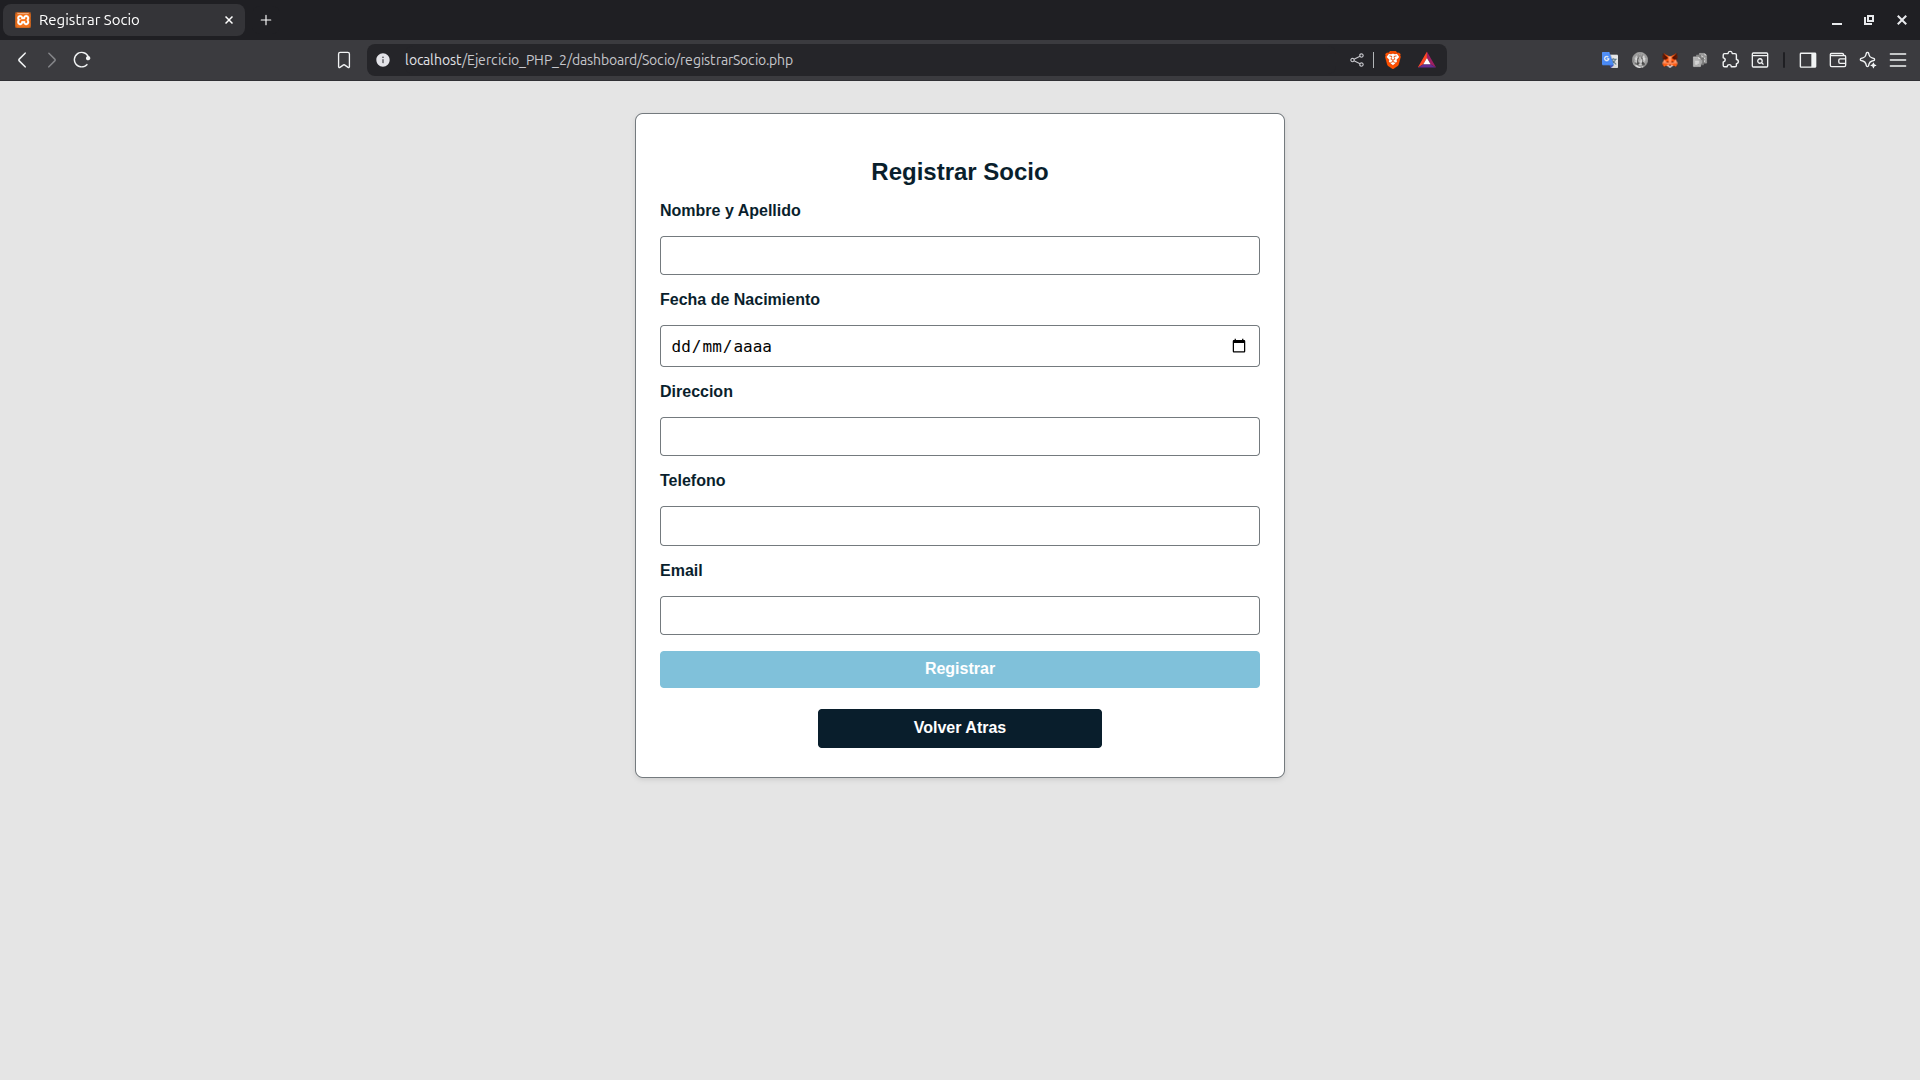 Registrar Socio
localhost/Ejercicio_PHP_2/dashboard/Socio/registrarSocio.php
Registrar Socio
Nombre y Apellido
Fecha de Nacimiento
dd/mm/aaaa
Direccion
Telefono
Email
Registrar
Volver Atras